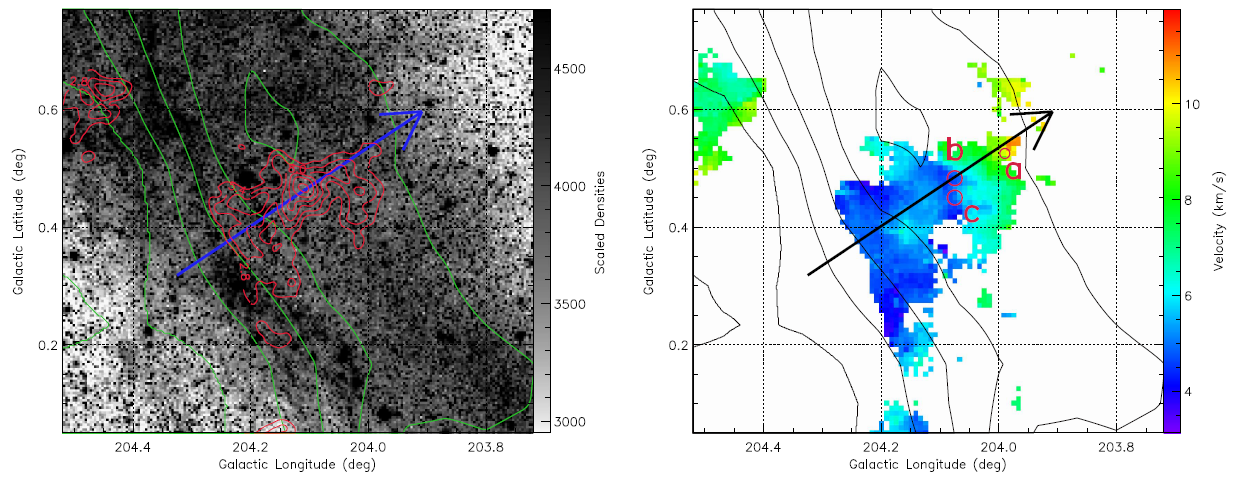 4500
4000
3500
3000
Scaled Densities
0.6
0.4
0.2
Galactic Latitude (deg)
204.4
204.2
204.0
203.8
Galactic Longitude (deg)
b
a
c
10
8
6
4
Velocity (km/s)
0.6
0.4
0.2
Galactic Latitude (deg)
204.4
204.2
204.0
203.8
Galactic Longitude (deg)